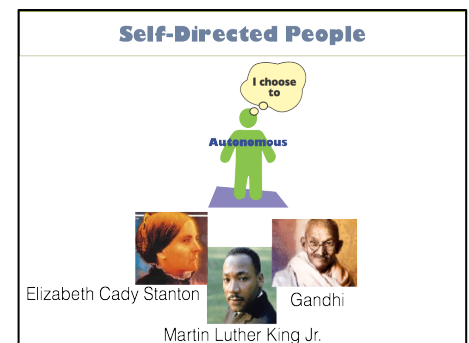 Self-Directed People
I choose
to
Autonomous
Elizabeth Cady Stanton
Gandhi
Martin Luther King Jr.